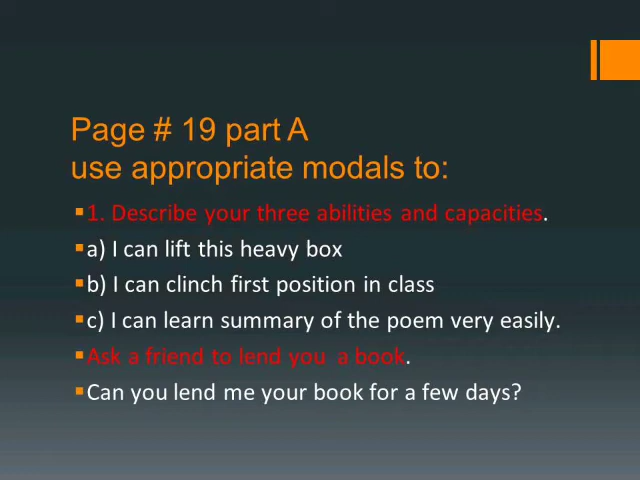 Page # 19 part A
use appropriate modals to:
1. Describe your three abilities and capacities.
a) I can lift this heavy box
b) I can clinch first position in class
c) I can learn summary of the poem very easily.
Ask a friend to lend you a book.
Can you lend me your book for a few days?